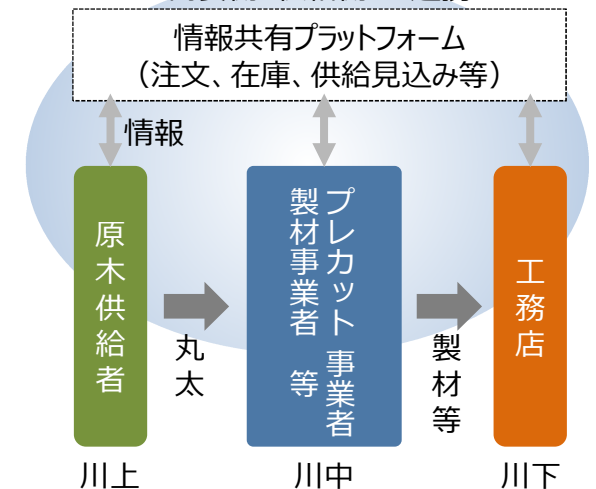 情報共有プラットフォーム
（注文、在庫、供給見込み等）
情報
原木供給者
丸太
プレカット事業者
製材事業者 等
製材等
工務店
川上
川中
川下